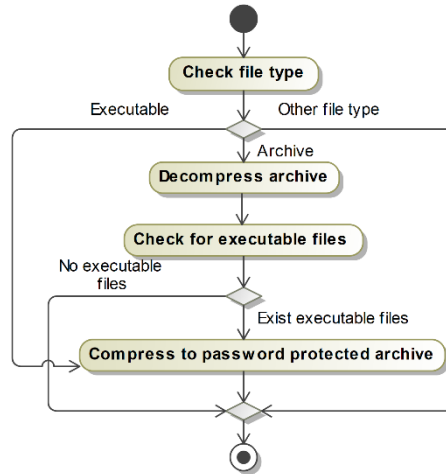 Check file type
Executable
Other file type
Archive
Decompress archive
Check for executable files
No executable
files
Exist executable files
Compress to password protected archive